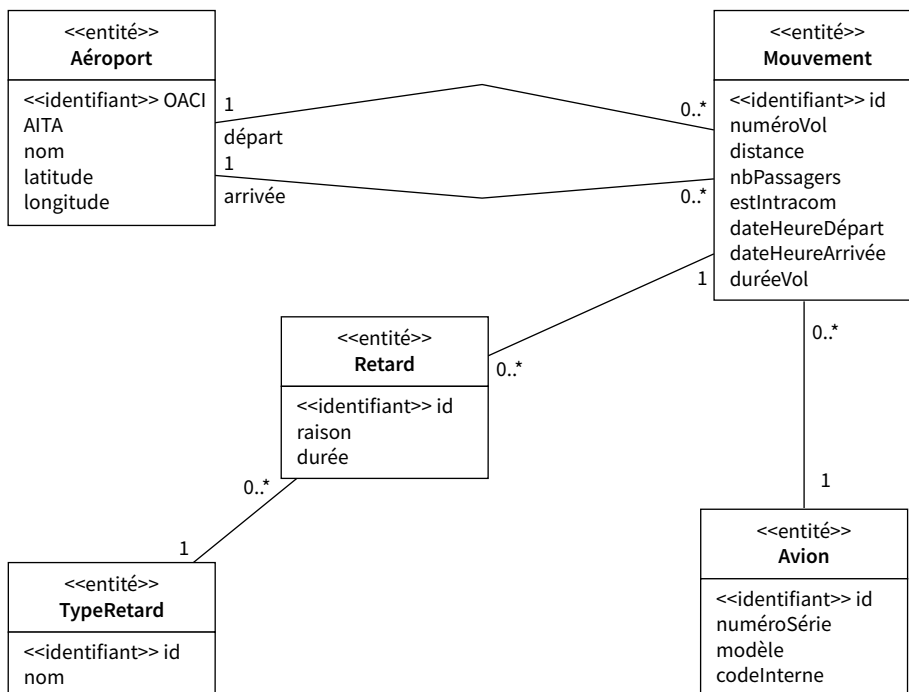 <<entité>>
Aéroport
<<identifiant>> OACI
AITA
nom
latitude
longitude
1
départ
1
arrivée
0..*
0..*
<<entité>>
Mouvement
<<identifiant>> id
numéroVol
distance
nbPassagers
estIntracom
dateHeureDépart
dateHeureArrivée
duréeVol
1
0..*
<<entité>>
Retard
<<identifiant>> id
raison
durée
0..*
0..*
1
1
<<entité>>
TypeRetard
<<identifiant>> id
nom
<<entité>>
Avion
<<identifiant>> id
numéroSérie
modèle
codeInterne